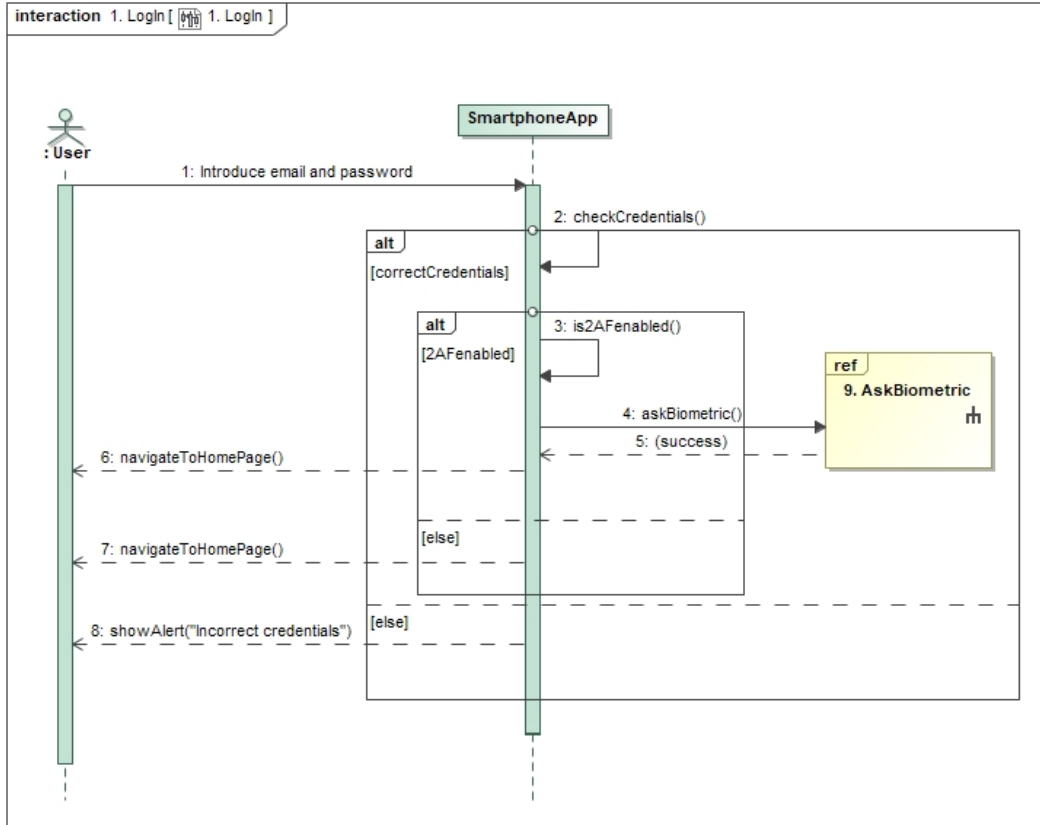 interaction 1. LogIn [ 1. LogIn ]
: User
SmartphoneApp
1: Introduce email and password
2: checkCredentials()
alt
[correctCredentials]
alt
3: is2AFenabled()
[2AFenabled]
ref
9. AskBiometric
4: askBiometric()
5: (success)
6: navigateToHomePage()
[else]
7: navigateToHomePage()
[else]
8: showAlert("Incorrect credentials")